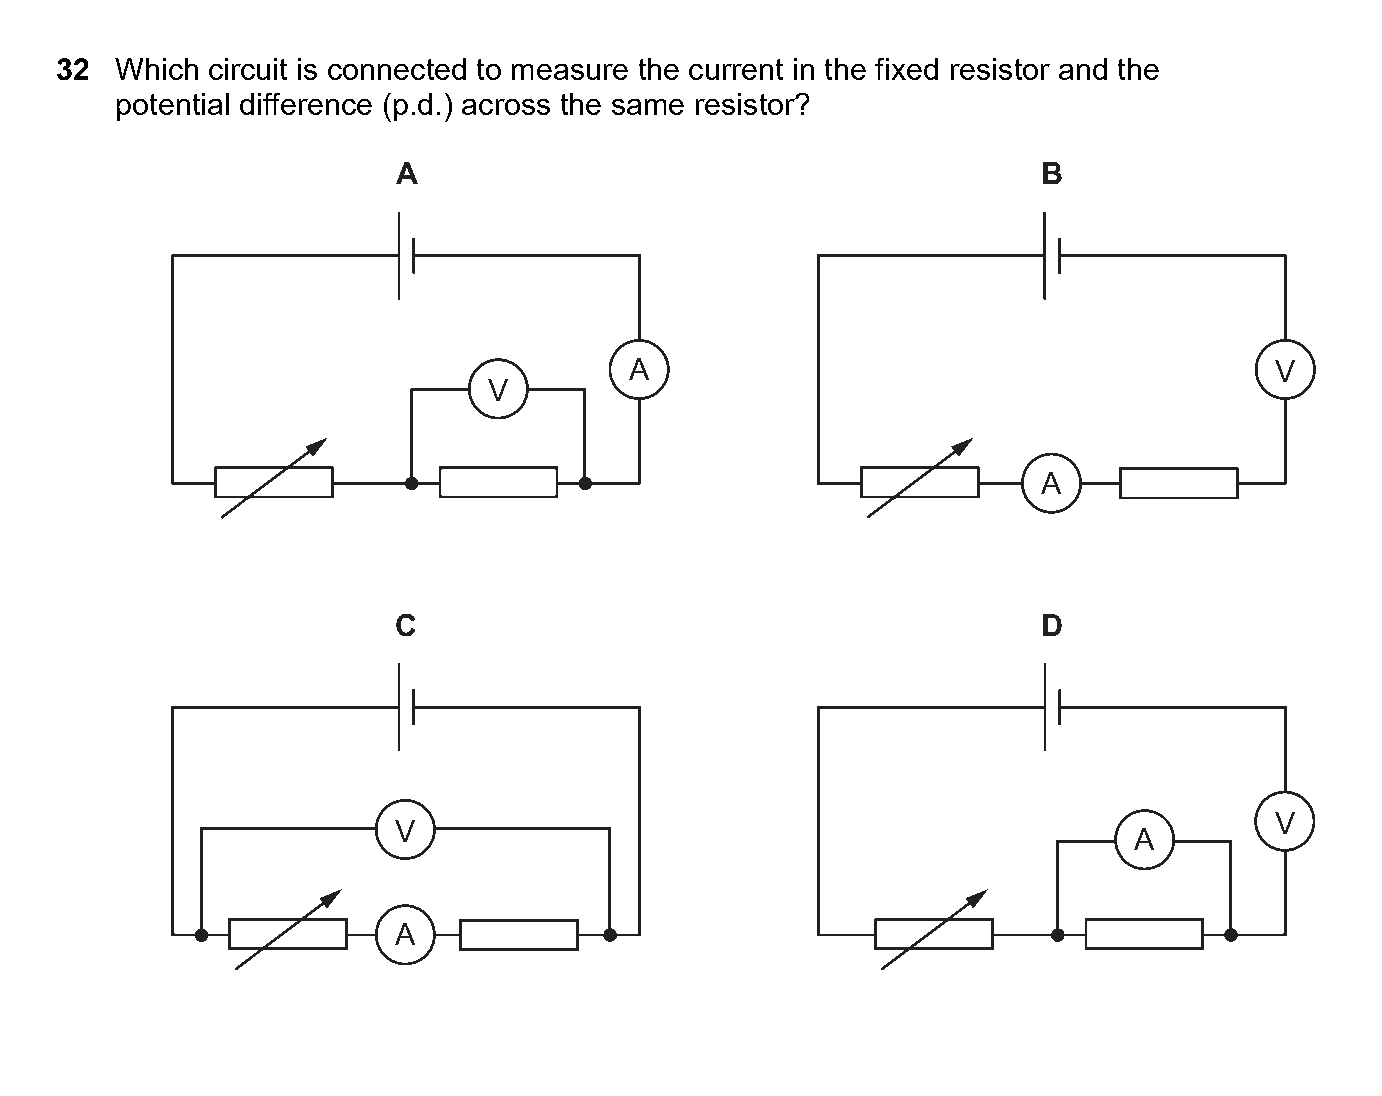 32 Which circuit is connected to measure the current in the fixed resistor and the
potential difference (p.d.) across the same resistor?
A
B
V
A
V
A
C
D
V
A
A
V